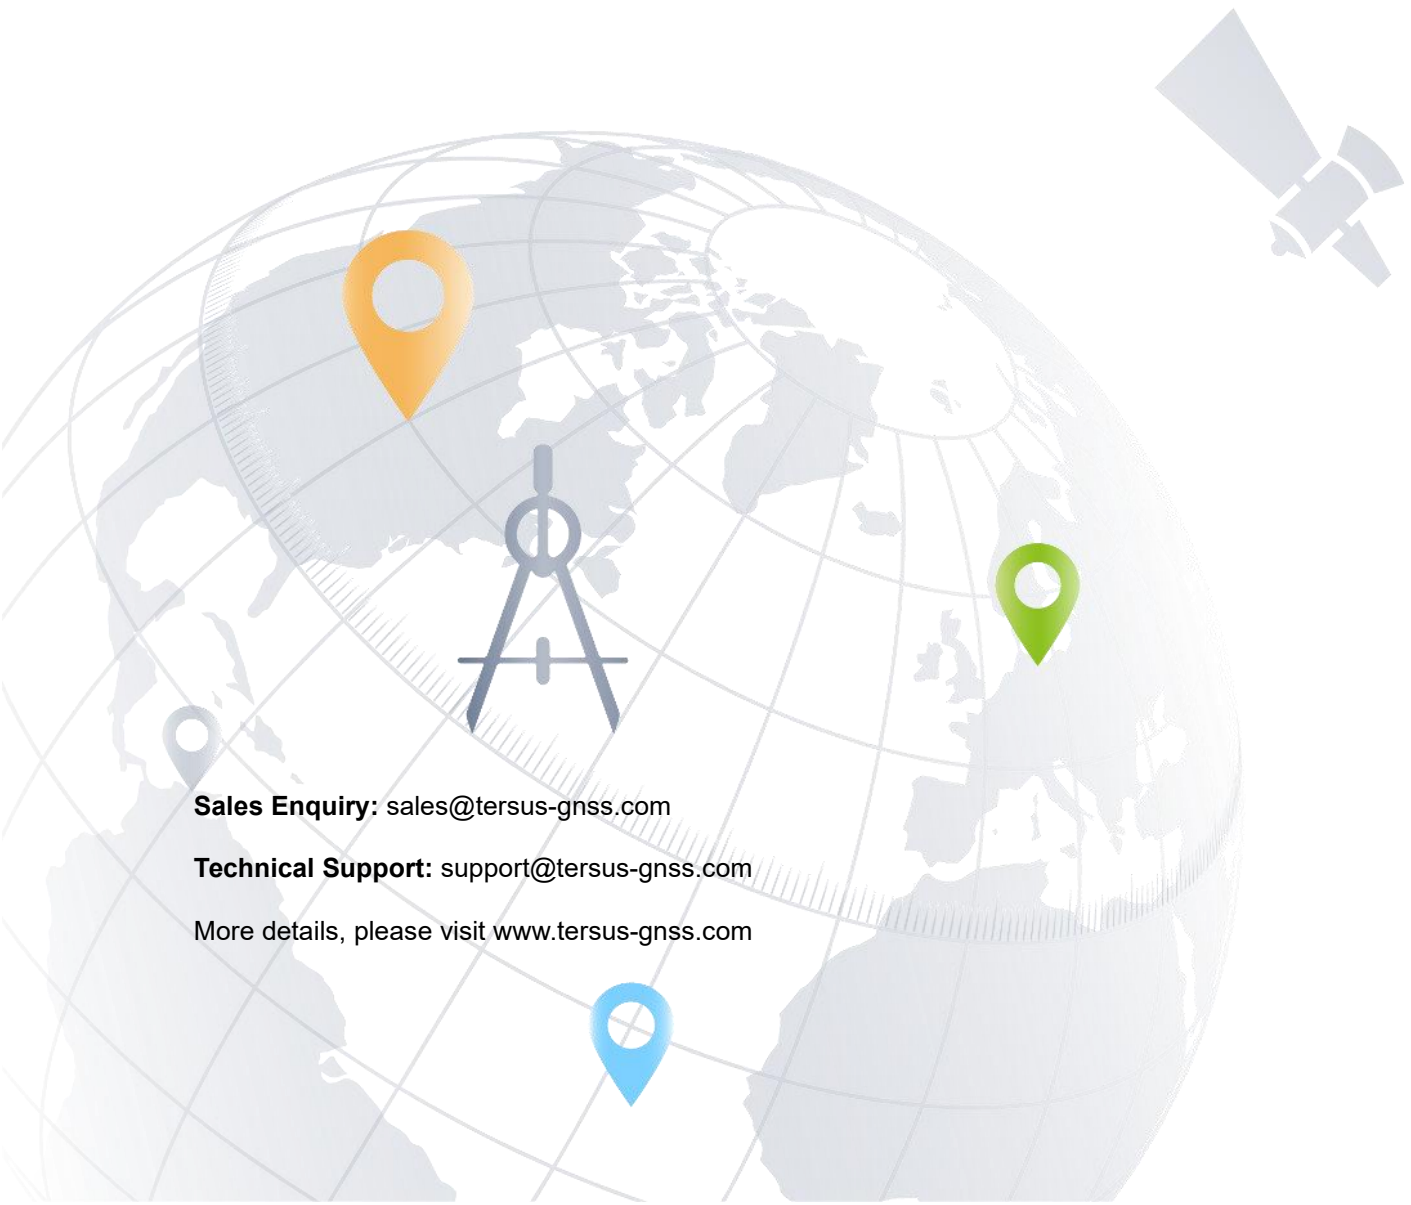 Sales Enquiry: sales@tersus-gnss.com
Technical Support: support@tersus-gnss.com
More details, please visit www.tersus-gnss.com